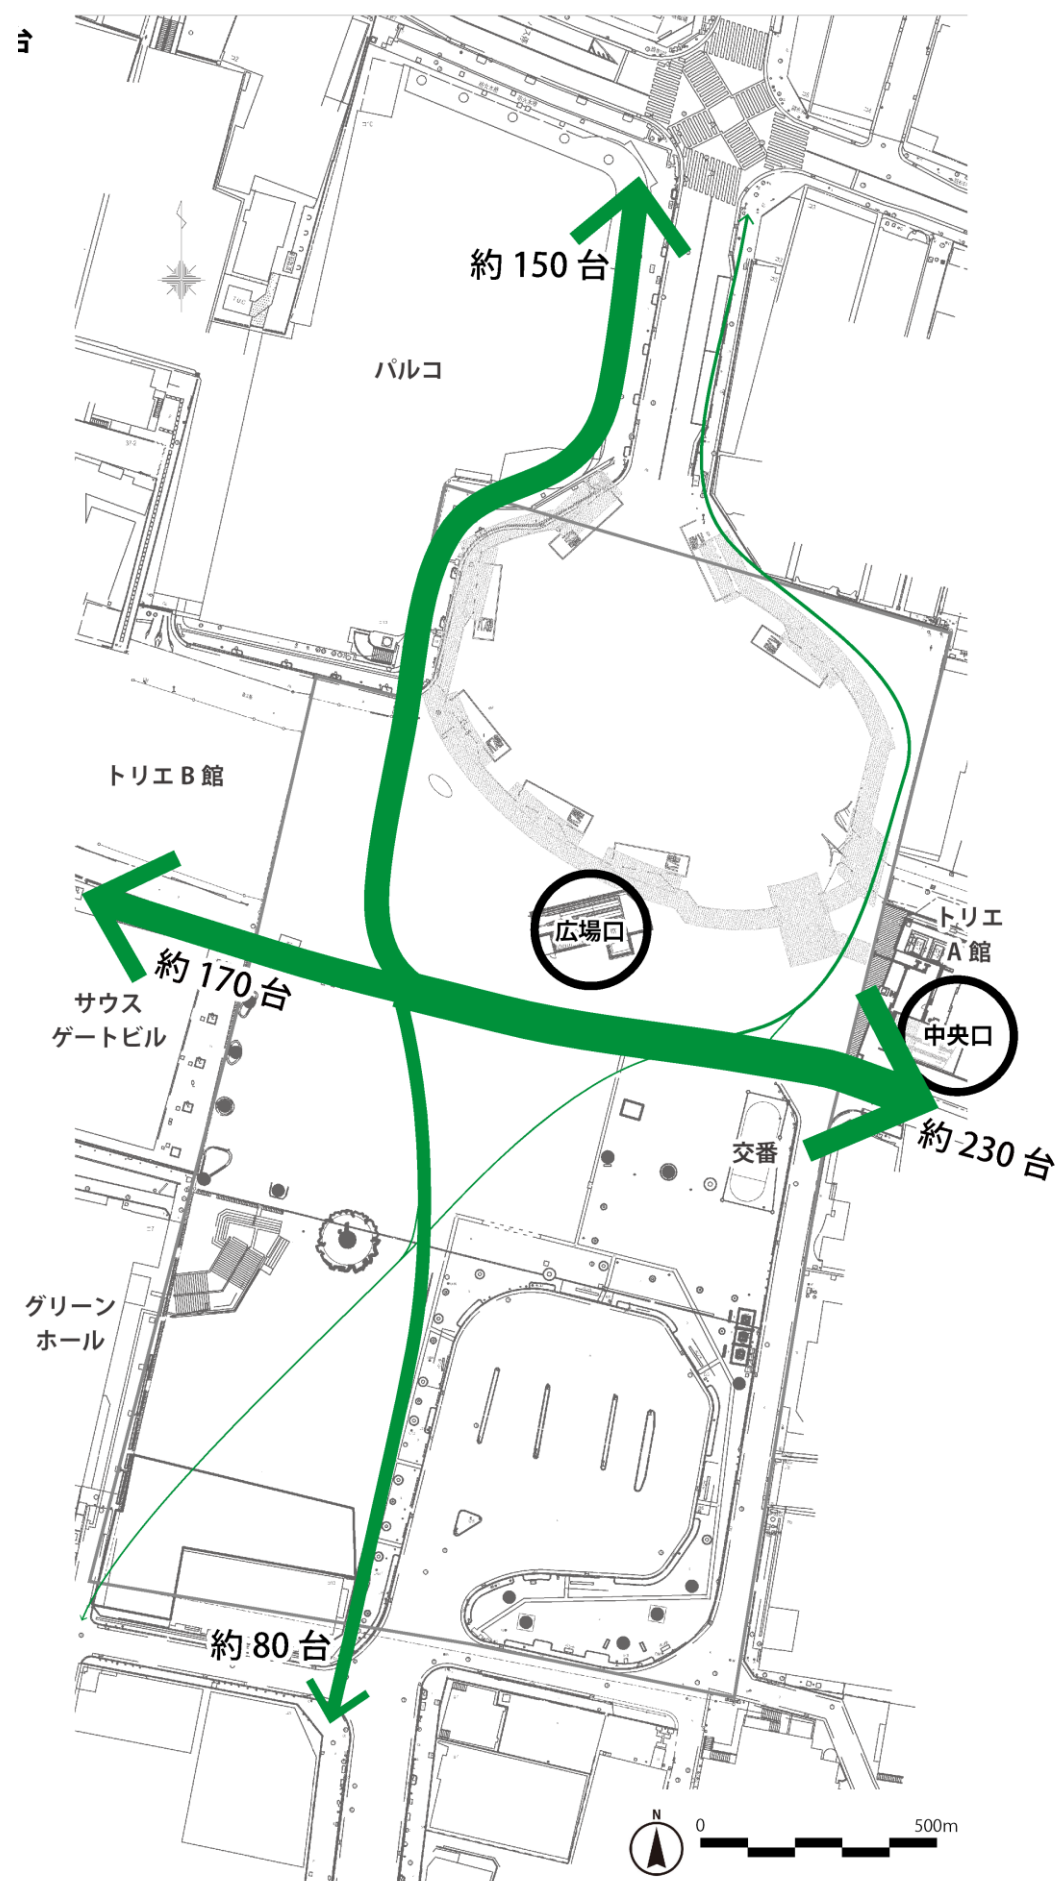 台
約 150 台
パルコ
トリエ B 館
広場口
トリエ
A 館
約 170 台
サウス
ゲートビル
中央口
約 230 台
交番
グリーン
ホール
約 80 台
N
0
500m